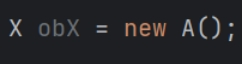 X obX = new A();